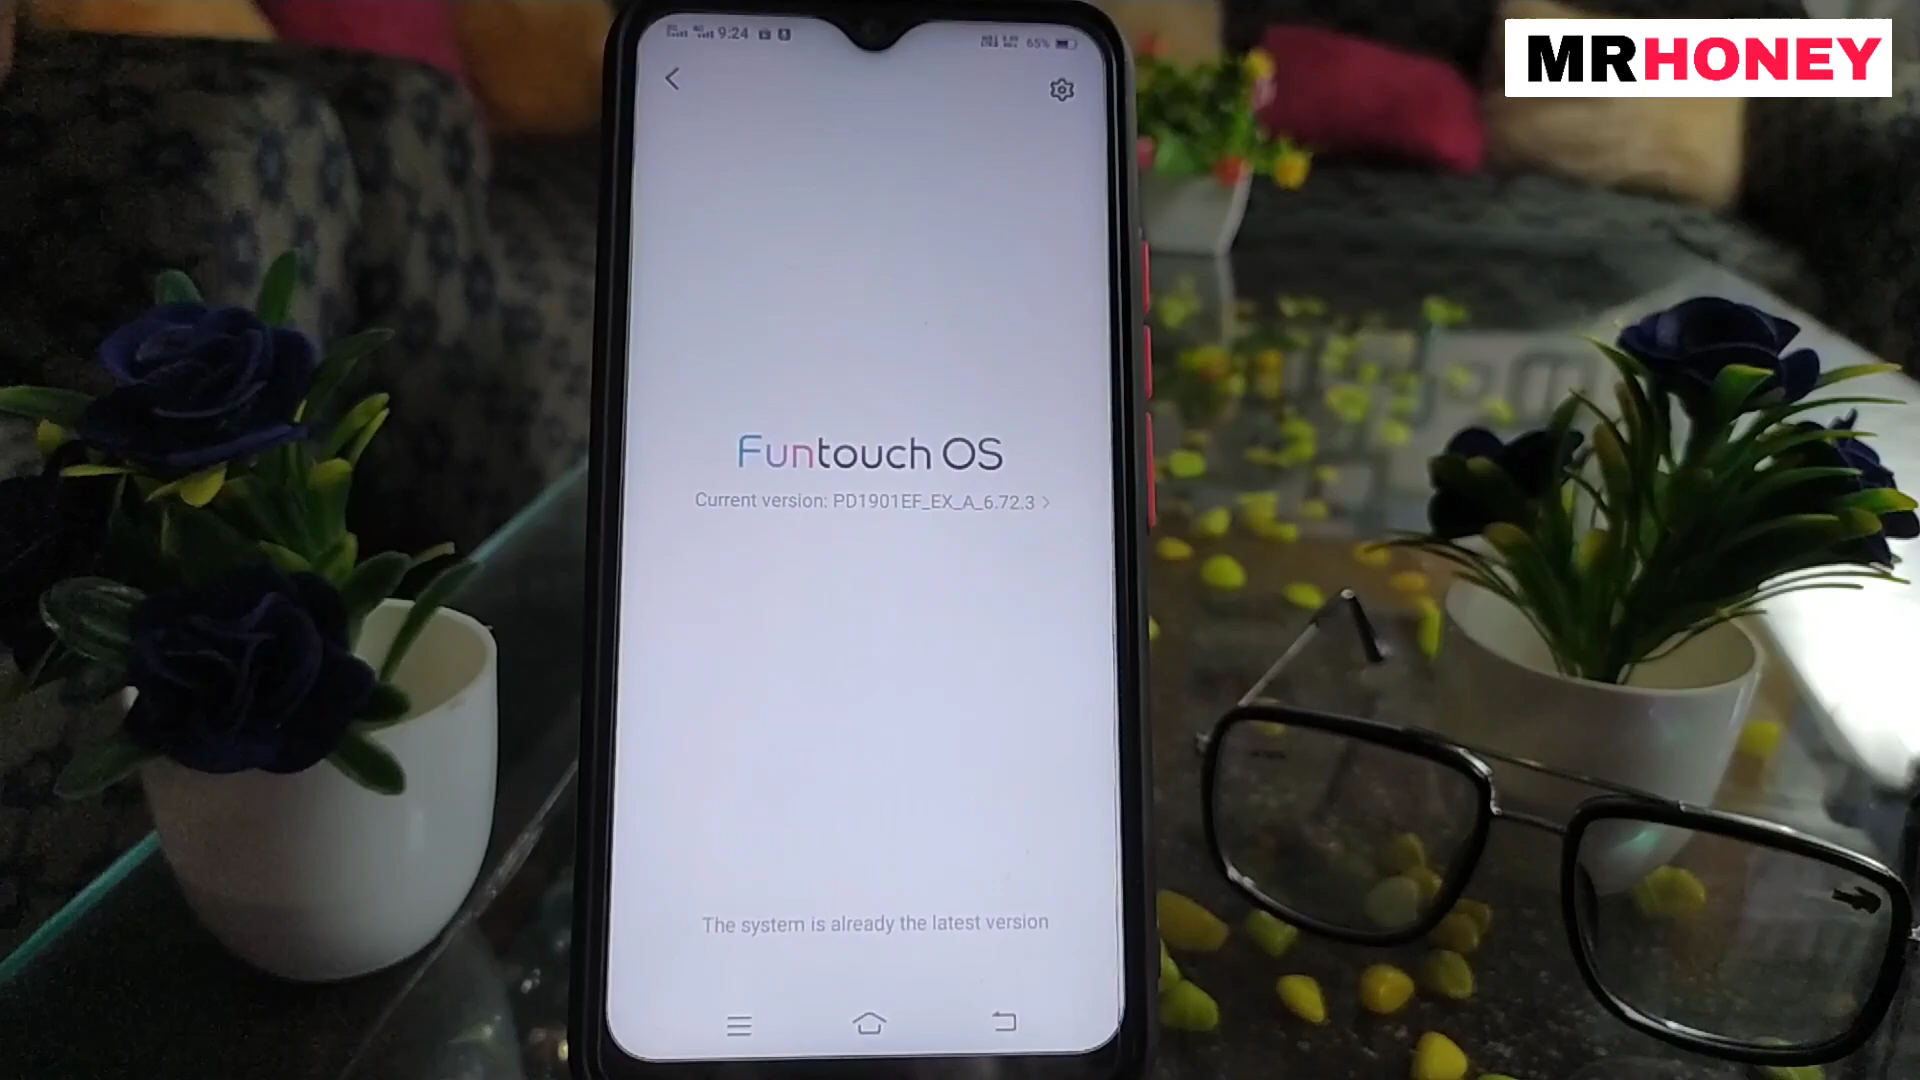 MRHONEY
9:24
65%
Funtouch OS
Current version: PD1901EF_EX_A_6.72.3 >
The system is already the latest version